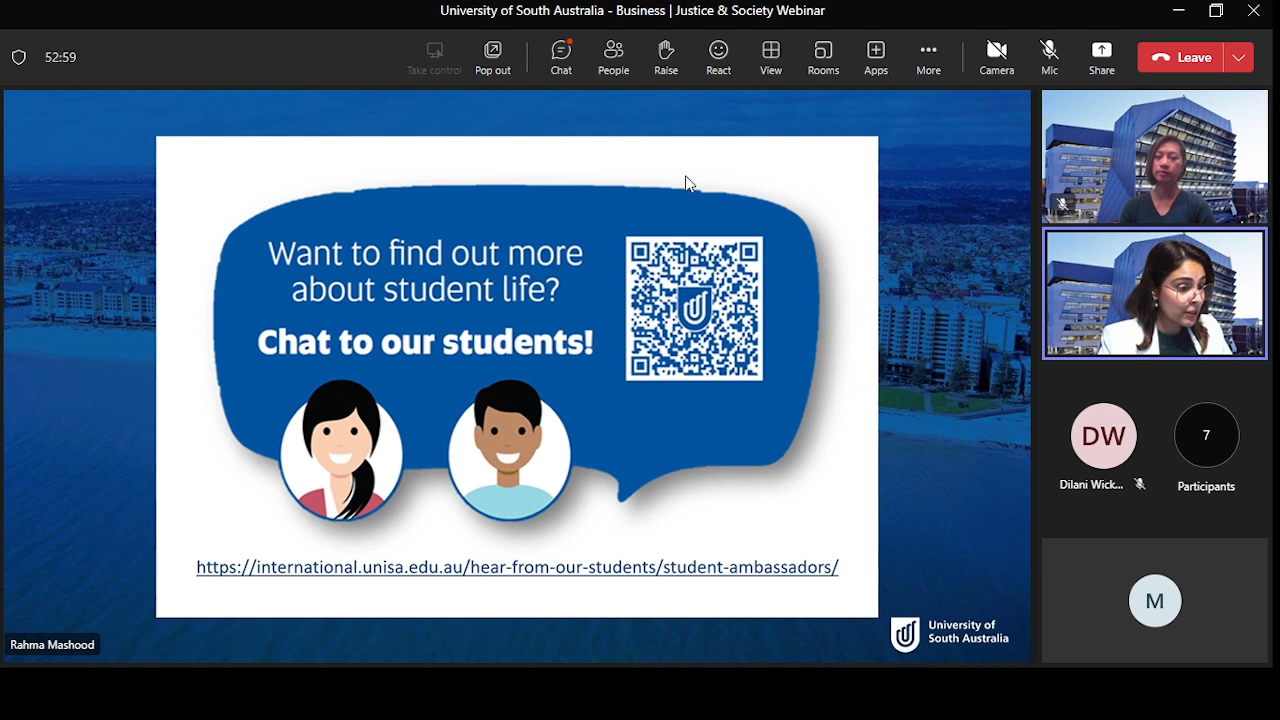 University of South Australia - Business | Justice & Society Webinar
52:59
Take control
Pop out
Chat
People
Raise
React
View
Rooms
Apps
More
Camera
Mic
Share
Leave
Want to find out more
about student life?
Chat to our students!
https://international.unisa.edu.au/hear-from-our-students/student-ambassadors/
University of
South Australia
Rahma Mashood
DW
Dilani Wick...
7
Participants
M